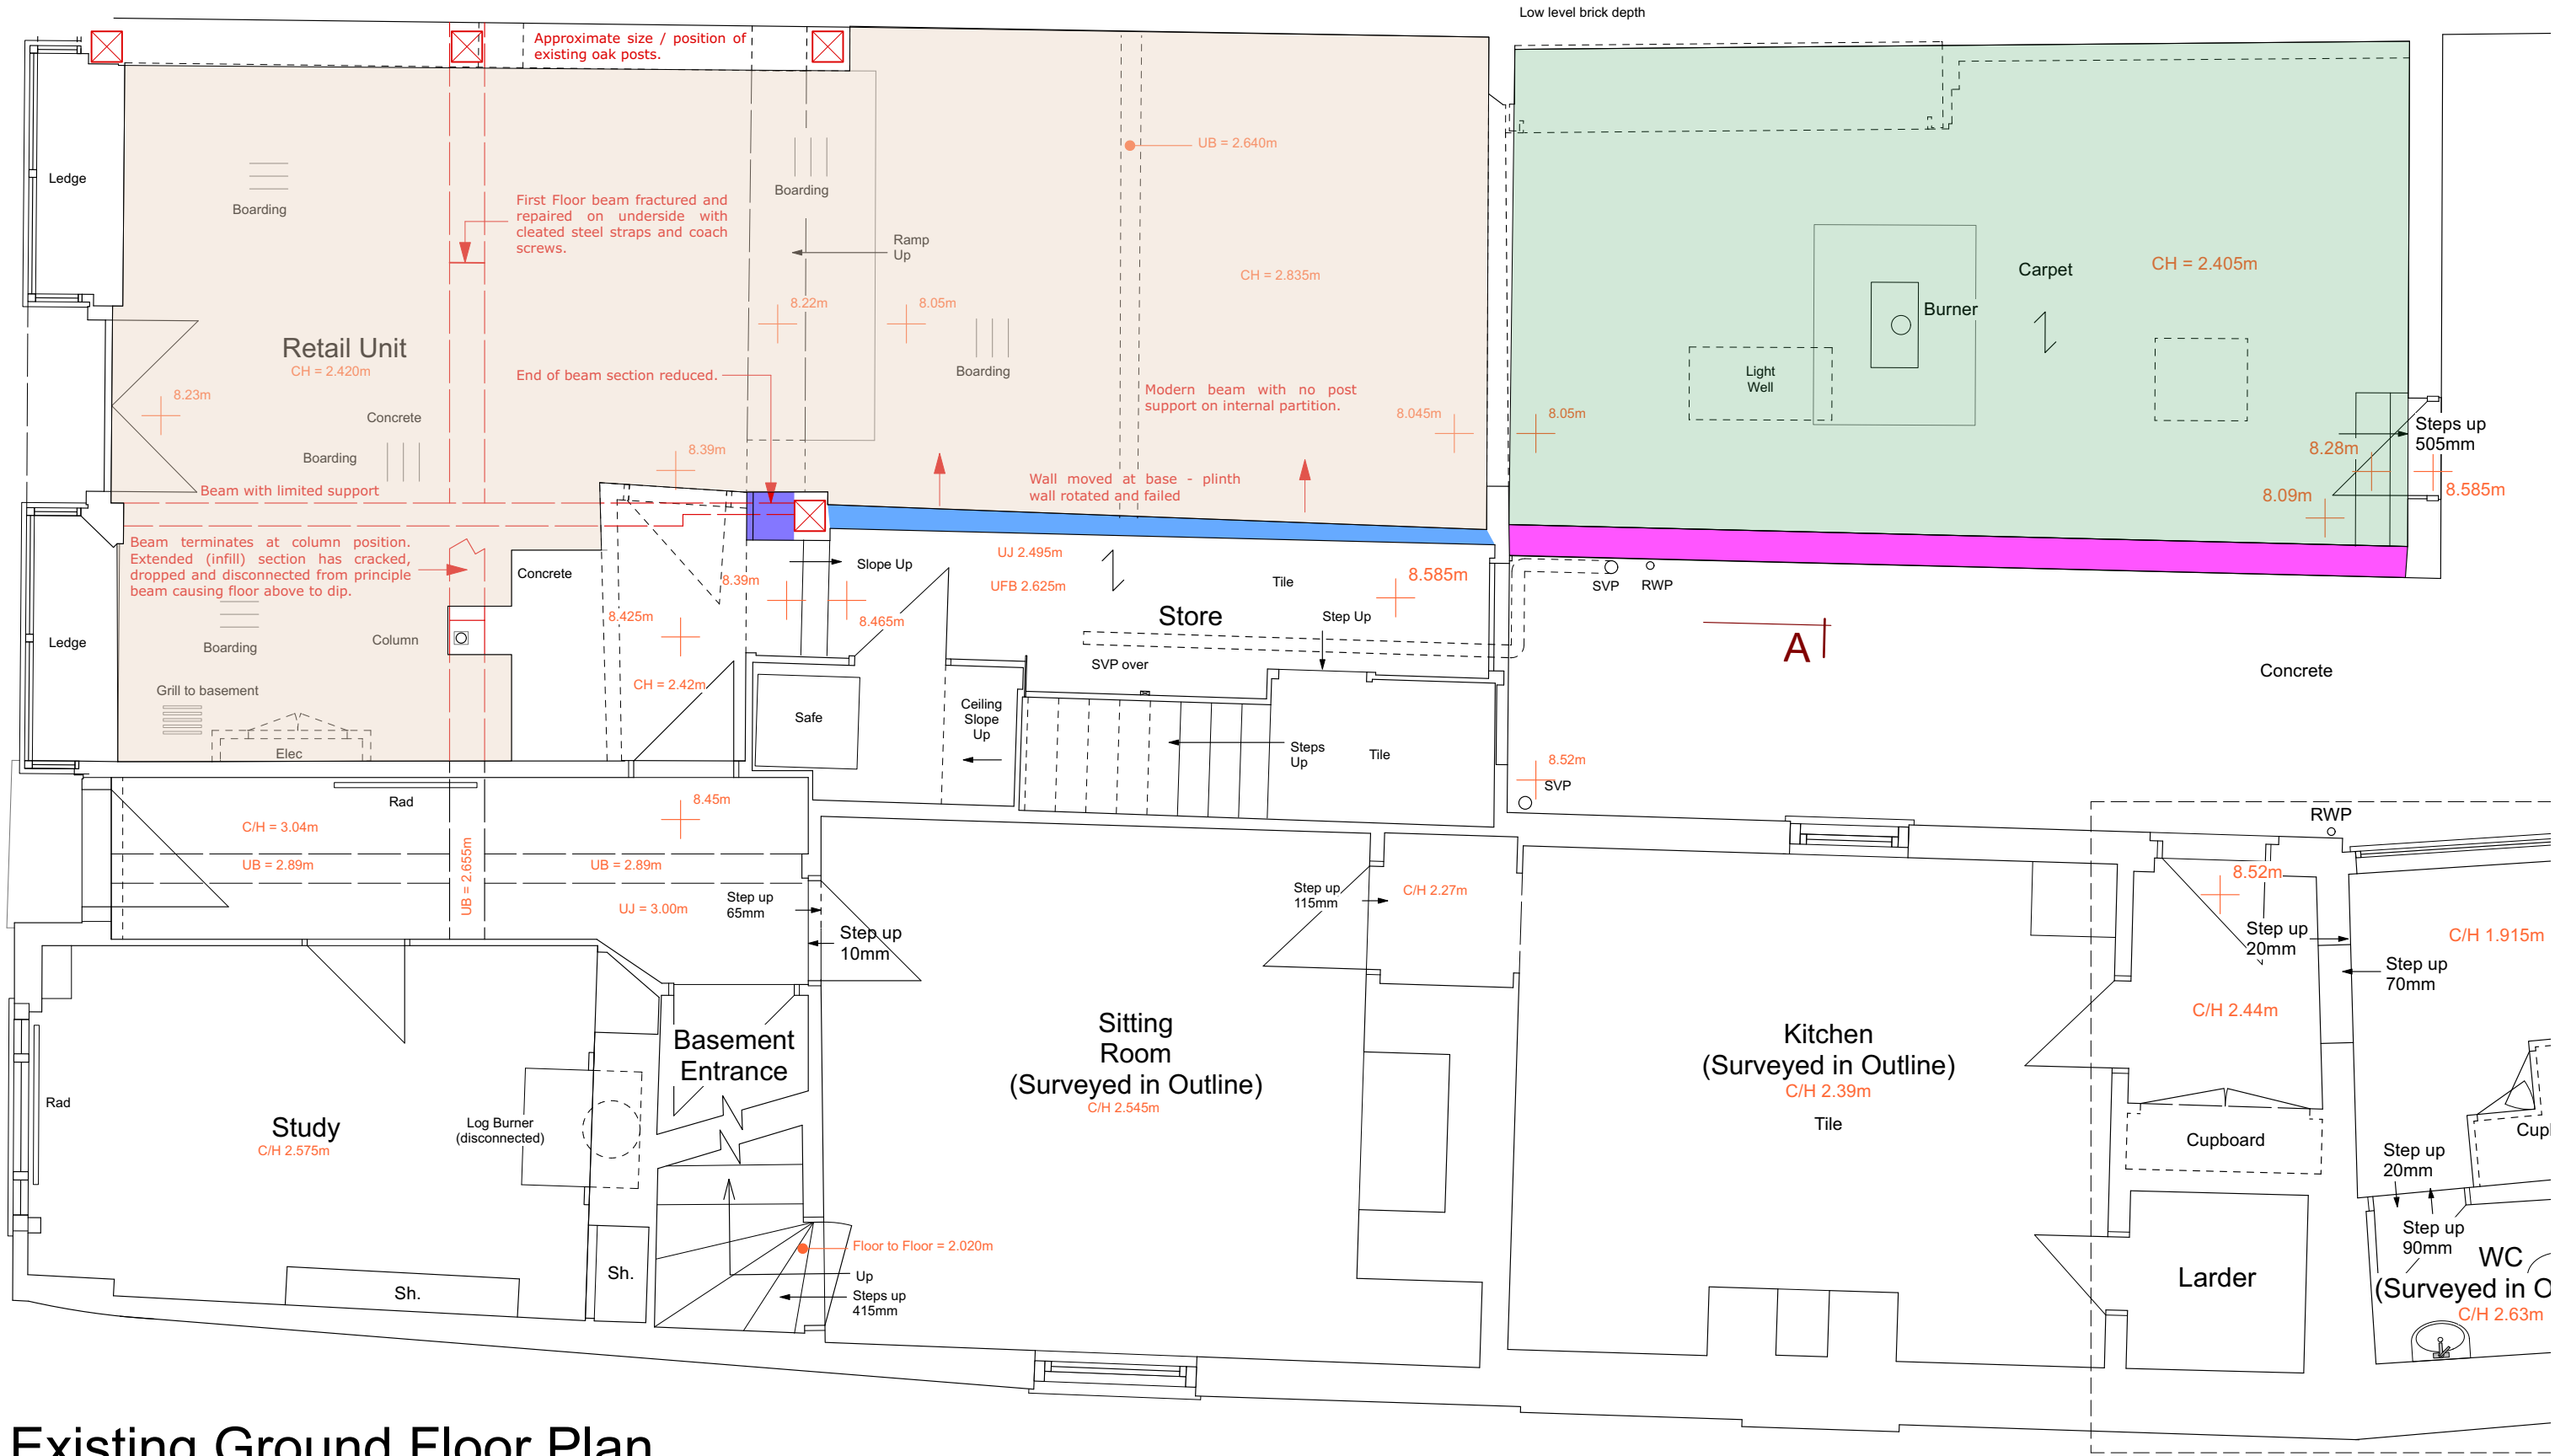 Low level brick depth
Approximate size / position of
existing oak posts.
UB = 2.640m
Ledge
Boarding
Boarding
First Floor beam fractured and
repaired on underside with
cleated steel straps and coach
screws.
Ramp
Up
CH = 2.835m
Carpet
CH = 2.405m
8.22m
8.05m
Burner
Retail Unit
CH = 2.420m
End of beam section reduced.
Boarding
Light
Well
8.23m
Concrete
Modern beam with no post
support on internal partition.
8.045m
8.05m
Steps up
505mm
Boarding
8.39m
8.28m
Beam with limited support
Wall moved at base - plinth
wall rotated and failed
8.09m
8.585m
Beam terminates at column position.
Extended (infill) section has cracked,
dropped and disconnected from principle
beam causing floor above to dip.
Concrete
8.39m
Slope Up
UJ 2.495m
UFB 2.625m
Tile
8.585m
SVP
RWP
8.425m
8.465m
Store
Step Up
Ledge
Boarding
Column
SVP over
A
Concrete
Grill to basement
CH = 2.42m
Safe
Ceiling
Slope
Up
Elec
Steps
Up
Tile
8.52m
SVP
Rad
8.45m
C/H = 3.04m
RWP
UB = 2.89m
UB = 2.655m
UB = 2.89m
8.52m
Step up
65mm
UJ = 3.00m
Step up
115mm
C/H 2.27m
Step up
10mm
Step up
20mm
C/H 1.915m
Step up
70mm
C/H 2.44m
Basement
Entrance
Sitting
Room
(Surveyed in Outline)
C/H 2.545m
Kitchen
(Surveyed in Outline)
C/H 2.39m
Tile
Rad
Study
C/H 2.575m
Log Burner
(disconnected)
Cupboard
Cup
Step up
20mm
Step up
90mm
Floor to Floor = 2.020m
WC
(Surveyed in O
C/H 2.63m
Sh.
Up
Steps up
415mm
Larder
Sh.
Existing Ground Floor Plan